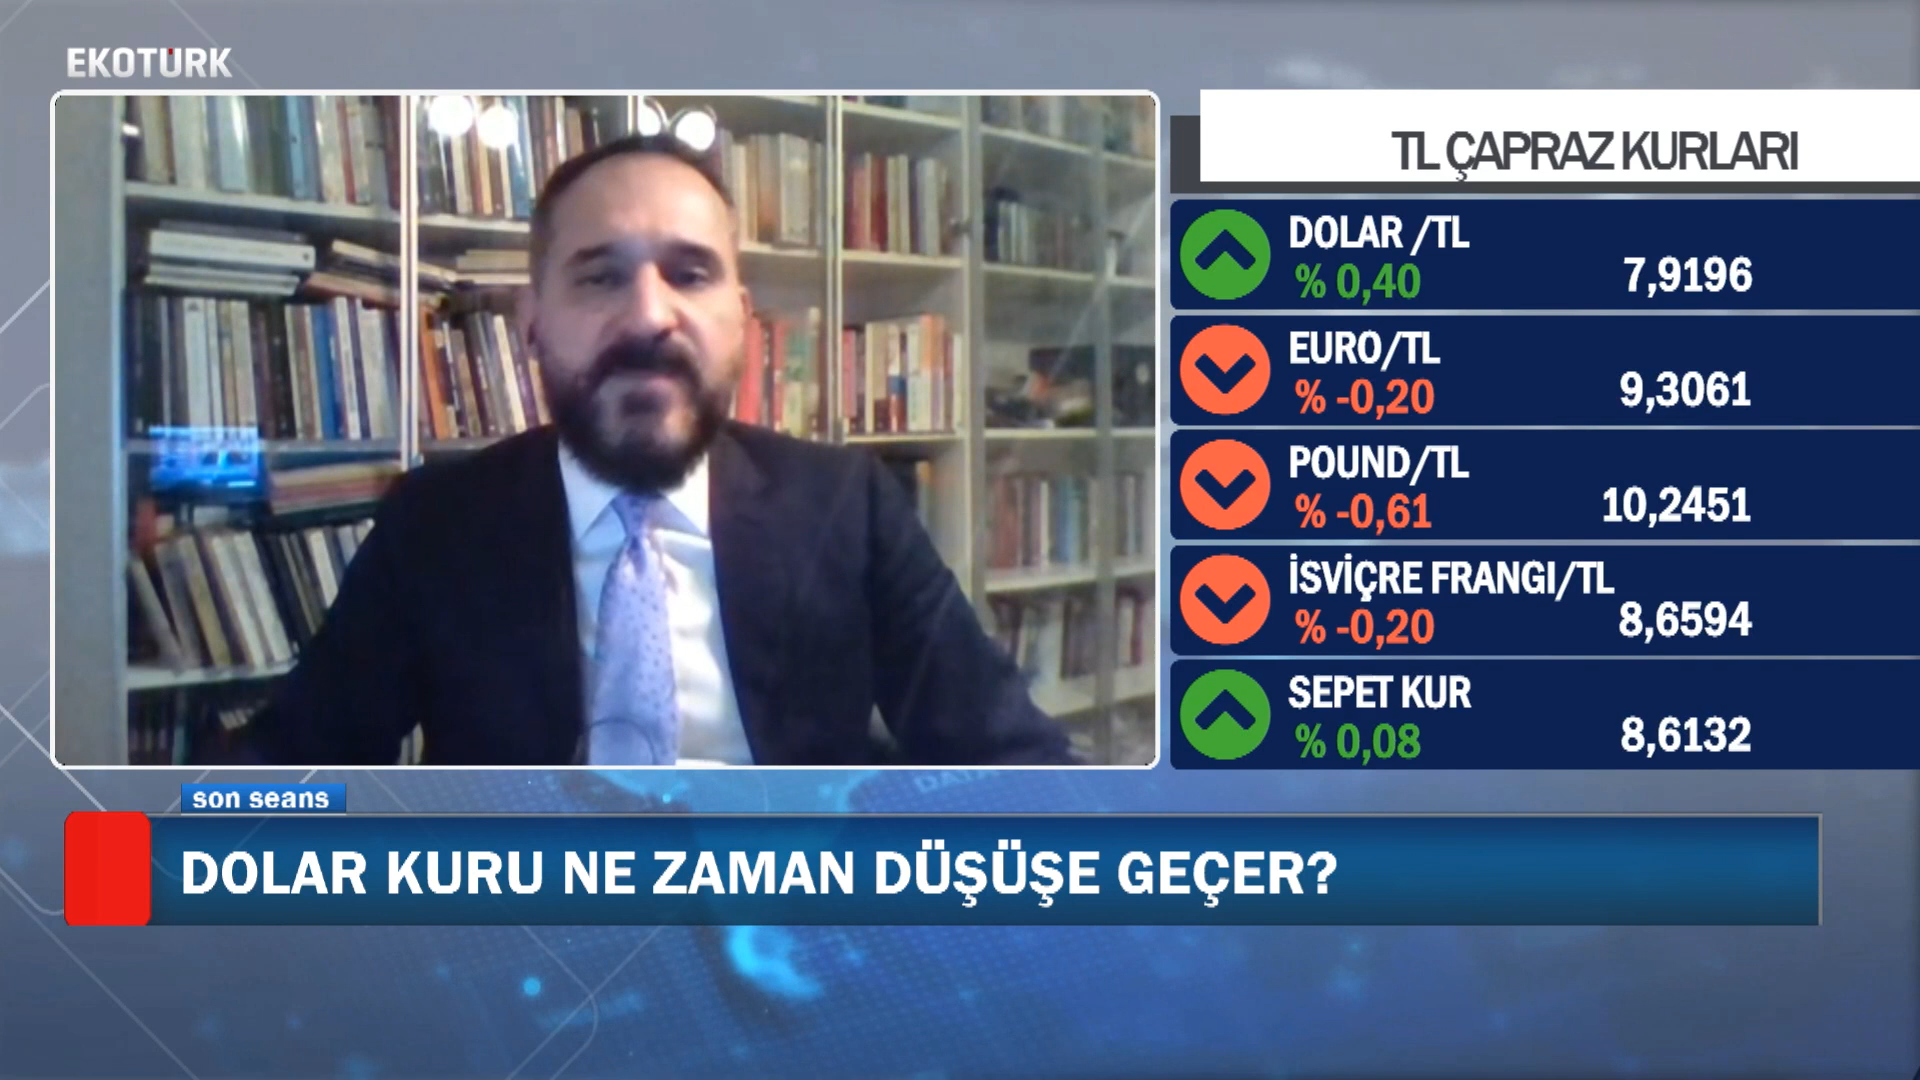 EKOTÜRK
TL ÇAPRAZ KURLARI
DOLAR /TL
% 0,40
7,9196
EURO/TL
% -0,20
9,3061
POUND/TL
% -0,61
10,2451
İSVİÇRE FRANGI/TL
% -0,20
8,6594
SEPET KUR
% 0,08
8,6132
DATA
son seans
DOLAR KURU NE ZAMAN DÜŞÜŞE GEÇER?